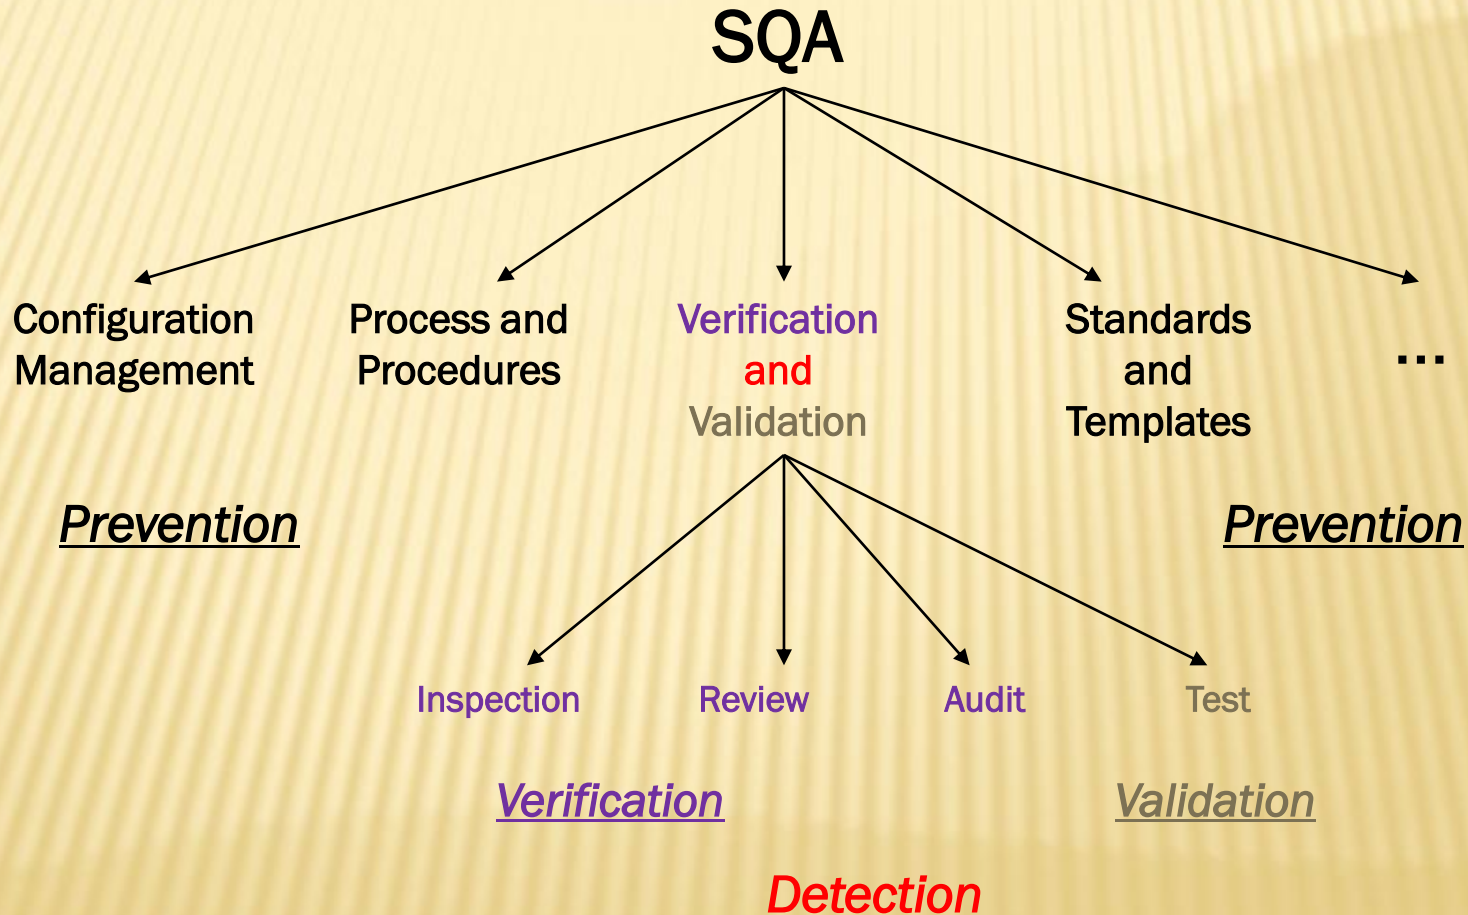 SQA
Configuration
Management
Process and
Procedures
Verification
and
Validation
Standards
and
Templates
...
Prevention
Prevention
Inspection
Review
Audit
Test
Verification
Validation
Detection